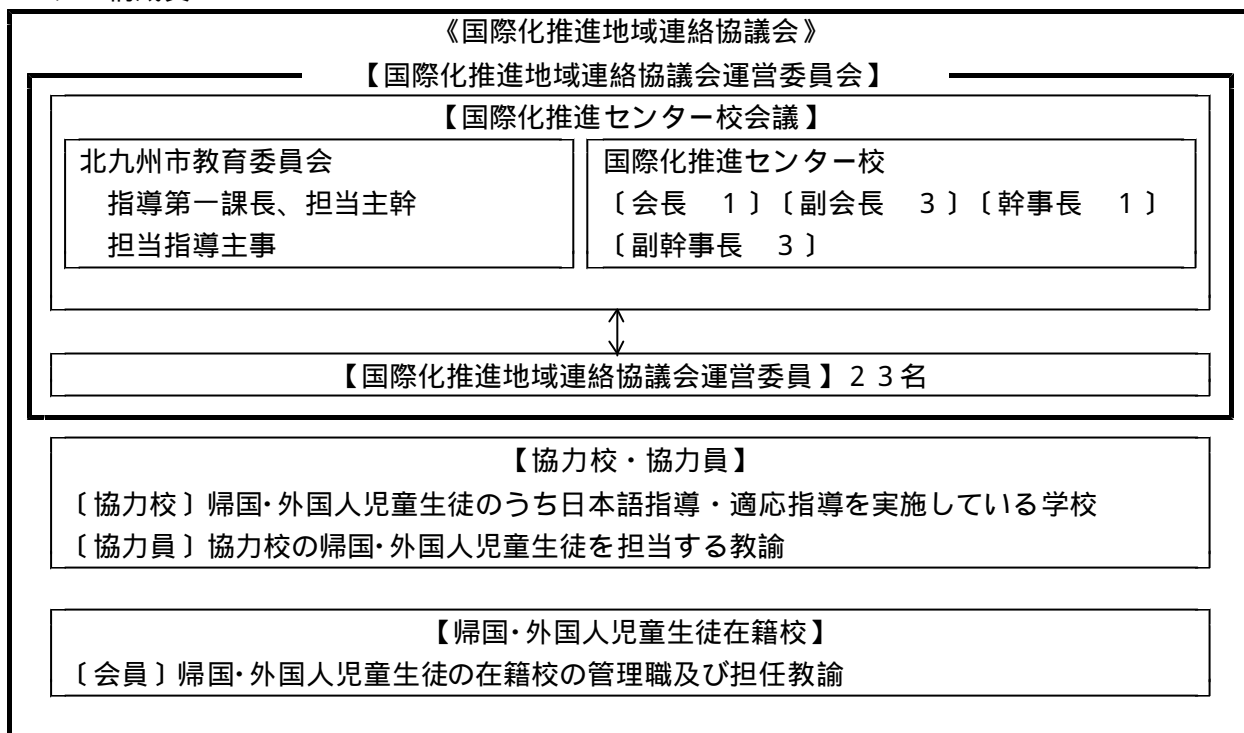 《国際化推進地域連絡協議会》
【国際化推進地域連絡協議会運営委員会】
【国際化推進センター校会議】
北九州市教育委員会
指導第一課長、担当主幹
担当指導主事
国際化推進センター校
〔会長　1〕〔副会長　3〕〔幹事長　1〕
〔副幹事長　3〕
【国際化推進地域連絡協議会運営委員】２３名
【協力校・協力員】
〔協力校〕帰国・外国人児童生徒のうち日本語指導・適応指導を実施している学校
〔協力員〕協力校の帰国・外国人児童生徒を担当する教諭
【帰国・外国人児童生徒在籍校】
〔会員〕帰国・外国人児童生徒の在籍校の管理職及び担任教諭